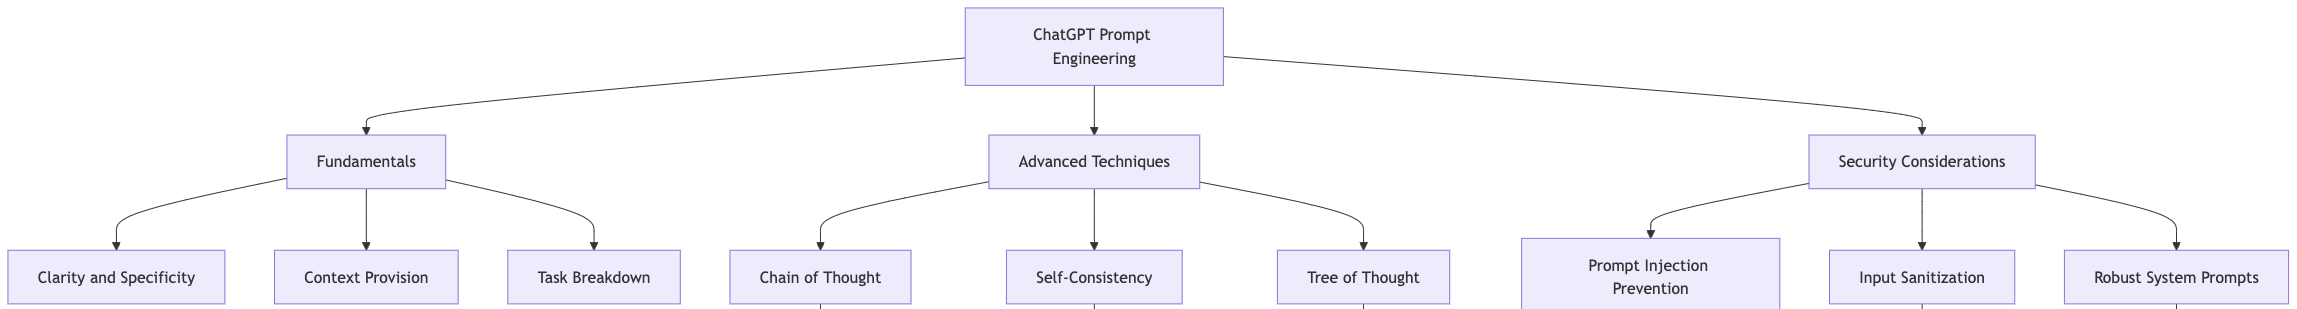 ChatGPT Prompt
Engineering
Fundamentals
Advanced Techniques
Security Considerations
Clarity and Specificity
Context Provision
Task Breakdown
Chain of Thought
Self-Consistency
Tree of Thought
Prompt Injection
Prevention
Input Sanitization
Robust System Prompts